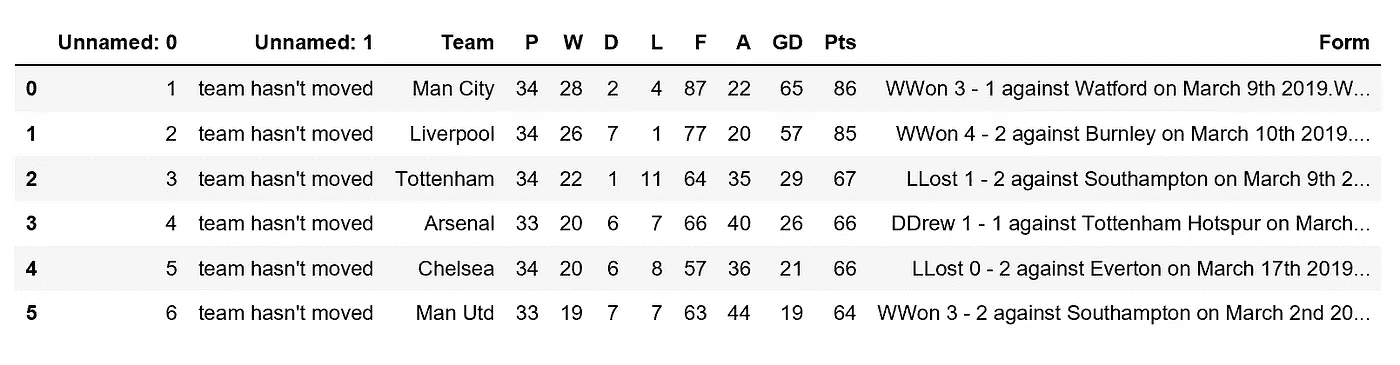 Unnamed: 0 Unnamed: 1 Team P W D L F A GD Pts Form
0 1 team hasn't moved Man City 34 28 2 4 87 22 65 86 WWon 3 - 1 against Watford on March 9th 2019.W...
1 2 team hasn't moved Liverpool 34 26 7 1 77 20 57 85 WWon 4 - 2 against Burnley on March 10th 2019....
2 3 team hasn't moved Tottenham 34 22 1 11 64 35 29 67 LLost 1 - 2 against Southampton on March 9th 2...
3 4 team hasn't moved Arsenal 33 20 6 7 66 40 26 66 DDrew 1 - 1 against Tottenham Hotspur on March...
4 5 team hasn't moved Chelsea 34 20 6 8 57 36 21 66 LLost 0 - 2 against Everton on March 17th 2019...
5 6 team hasn't moved Man Utd 33 19 7 7 63 44 19 64 WWon 3 - 2 against Southampton on March 2nd 20...